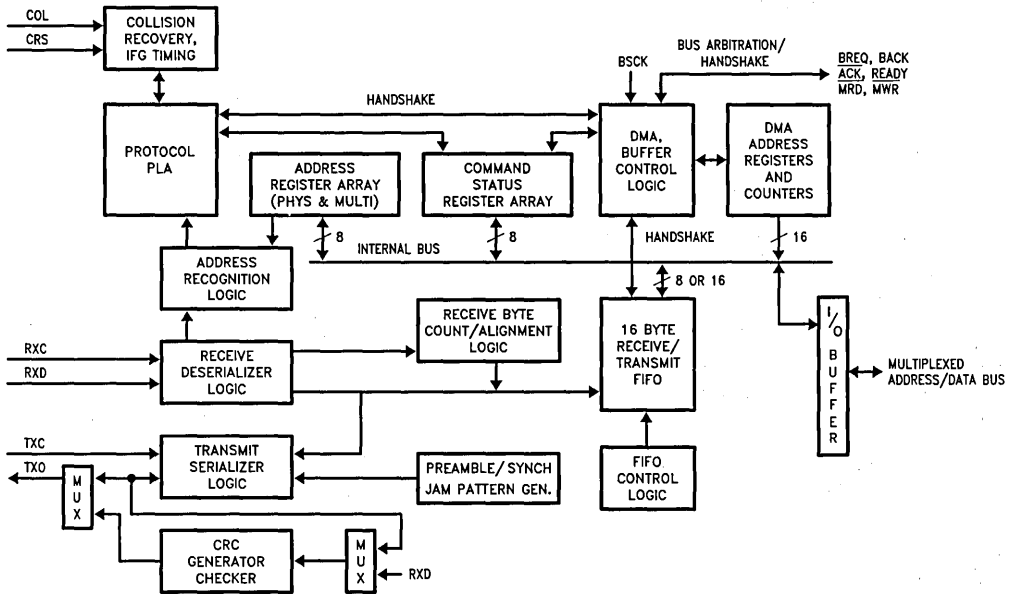 COL
CRS
COLLISION
RECOVERY,
IFG TIMING
BUS ARBITRATION/
HANDSHAKE
BSCK
BREQ, BACK
ACK, READY
MRD, MWR
HANDSHAKE
PROTOCOL
PLA
ADDRESS
REGISTER ARRAY
(PHYS & MULTI)
COMMAND
STATUS
REGISTER ARRAY
DMA,
BUFFER
CONTROL
LOGIC
DMA
ADDRESS
REGISTERS
AND
COUNTERS
8
8
HANDSHAKE
16
INTERNAL BUS
ADDRESS
RECOGNITION
LOGIC
8 OR 16
RECEIVE BYTE
COUNT/ALIGNMENT
LOGIC
16 BYTE
RECEIVE/
TRANSMIT
FIFO
I/O BUFFER
MULTIPLEXED
ADDRESS/DATA BUS
RXC
RXD
RECEIVE
DESERIALIZER
LOGIC
TXC
TXO
MUX
TRANSMIT
SERIALIZER
LOGIC
PREAMBLE/SYNCH
JAM PATTERN GEN.
FIFO
CONTROL
LOGIC
CRC
GENERATOR
CHECKER
MUX
RXD